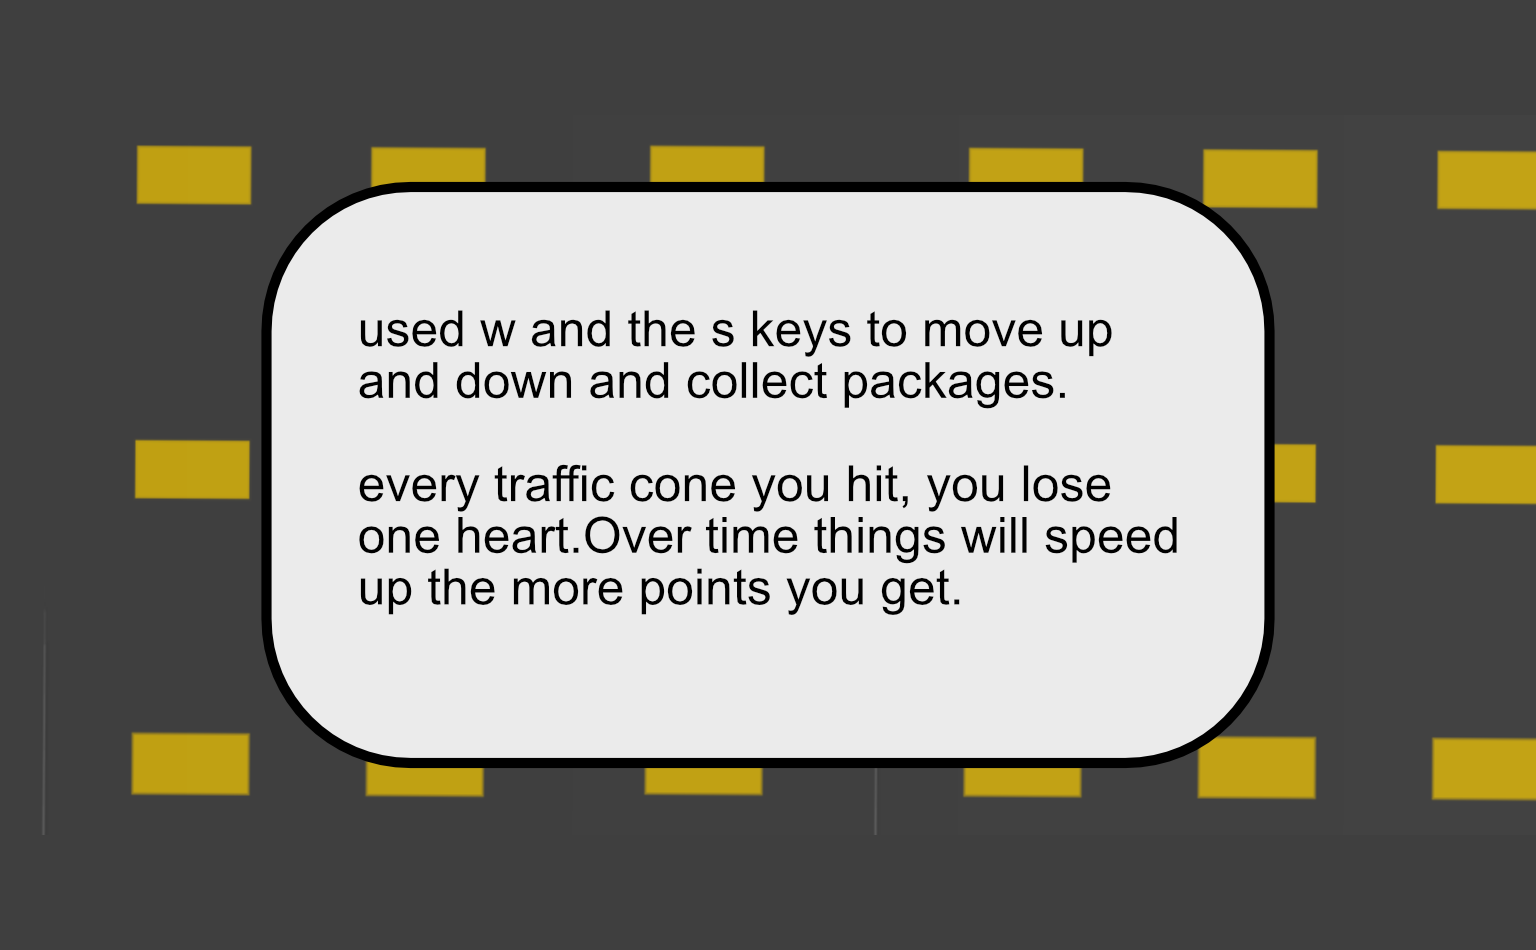 used w and the s keys to move up
and down and collect packages.
every traffic cone you hit, you lose
one heart.Over time things will speed
up the more points you get.